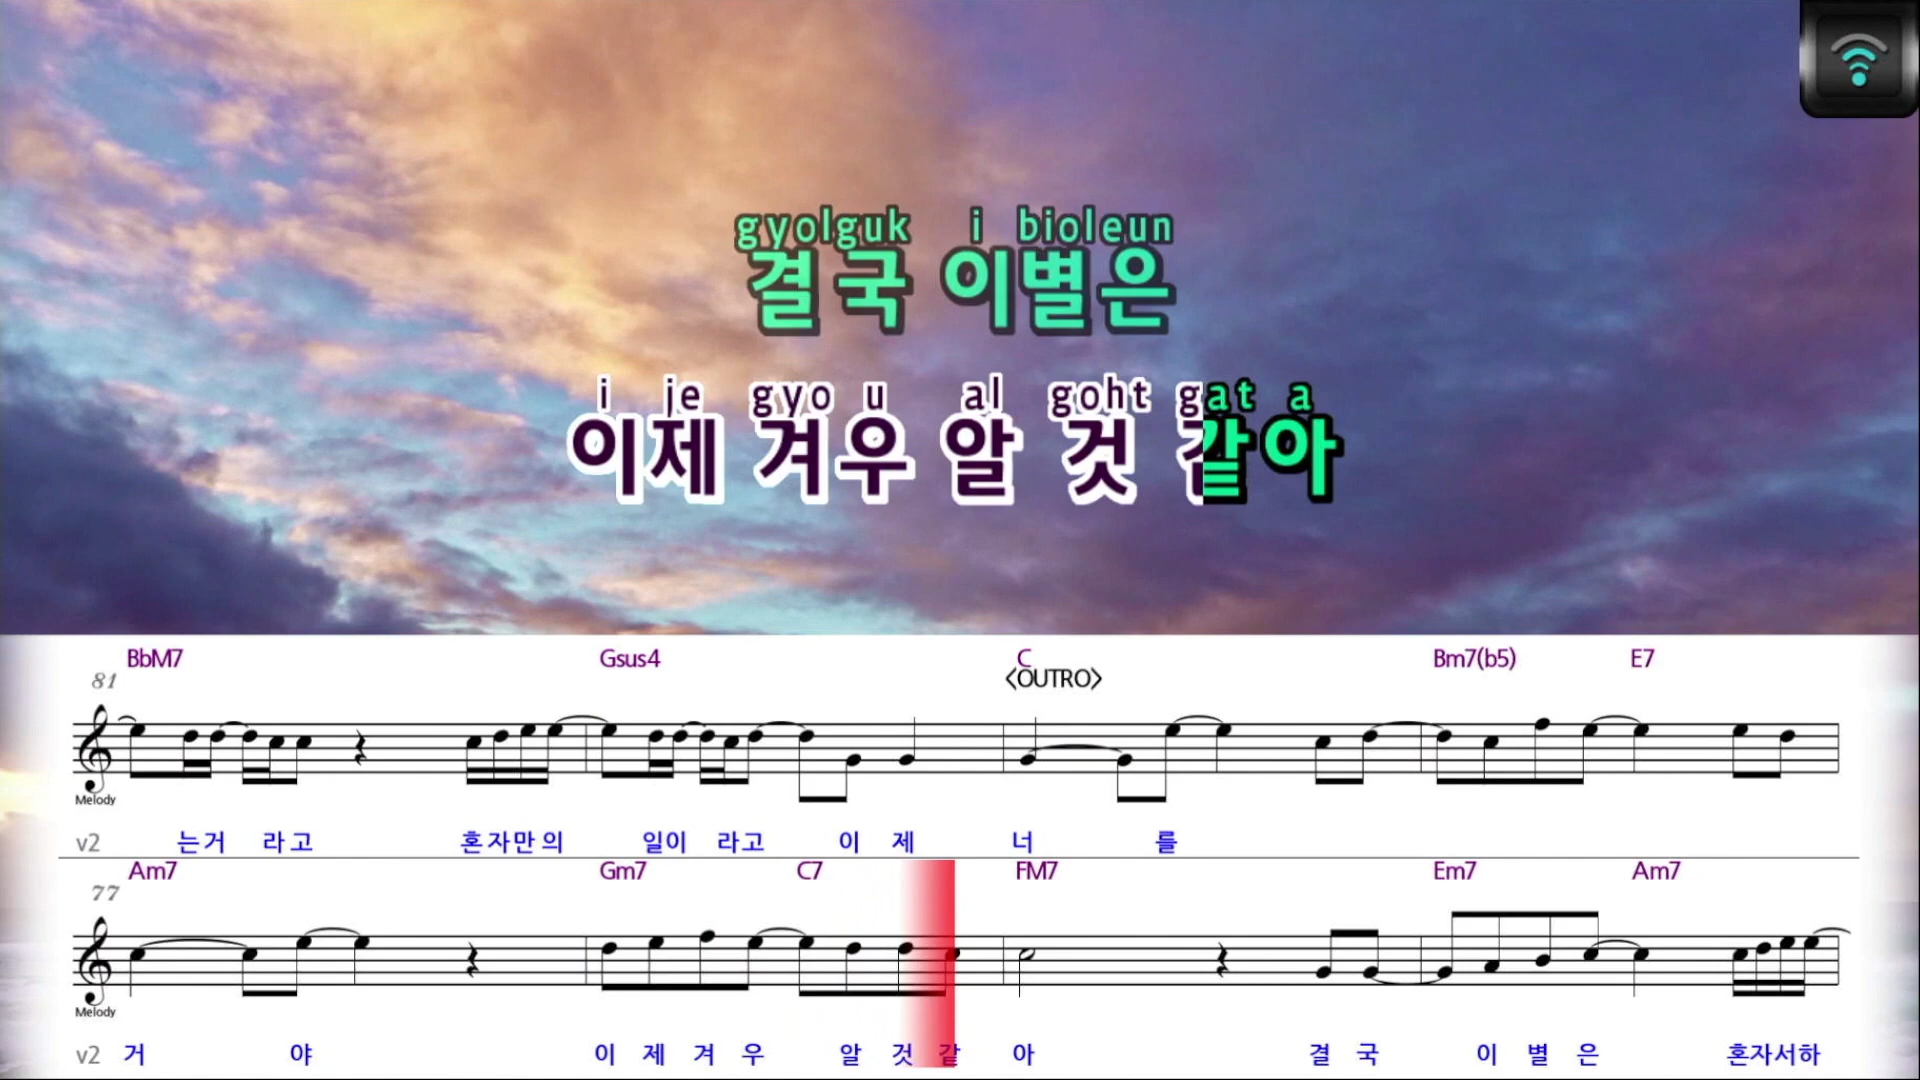 gyolguk i bioleun
결국 이별은
i je gyo u al goht gat a
이제 겨우 알 것 같아
BbM7 Gsus4 C Bm7(b5) E7
<OUTRO>
81
Melody
v2 는거 라고 혼자만의 일이 라고 이 제 너 를
Am7 Gm7 C7 FM7 Em7 Am7
77
Melody
v2 거 야 이 제 겨 우 알 것 같 아 결 국 이 별 은 혼자서하